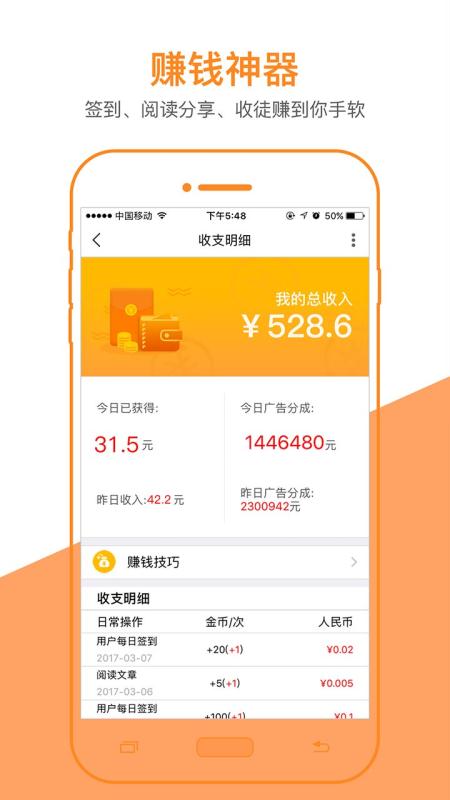 赚钱神器
签到、阅读分享、收徒赚到你手软
中国移动 下午5:48 50%
收支明细
我的总收入
￥528.6
今日已获得:
31.5 元
昨日收入:42.2 元
今日广告分成:
1446480元
昨日广告分成:
2300942元
赚钱技巧
收支明细
日常操作 金币/次 人民币
用户每日签到
2017-03-07
+20(+1) ¥0.02
阅读文章
2017-03-06
+5(+1) ¥0.005
用户每日签到
+100(+1) ¥0.1